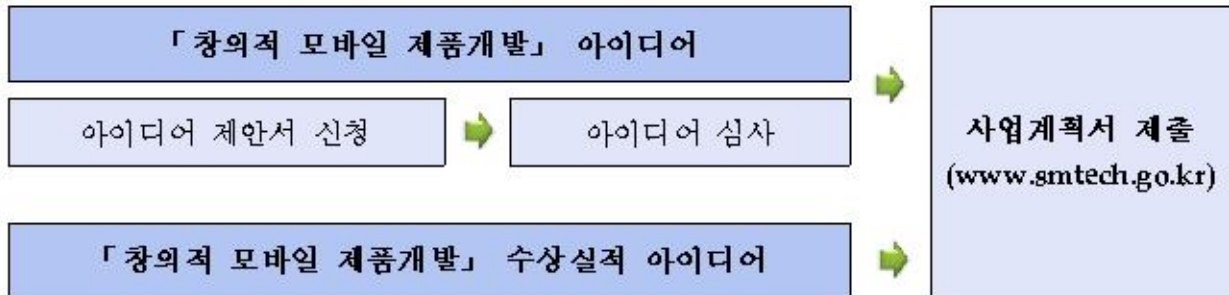 「창의적 모바일 제품개발」 아이디어
아이디어 제안서 신청
아이디어 심사
「창의적 모바일 제품개발」 수상실적 아이디어
사업계획서 제출
(www.smtech.go.kr)